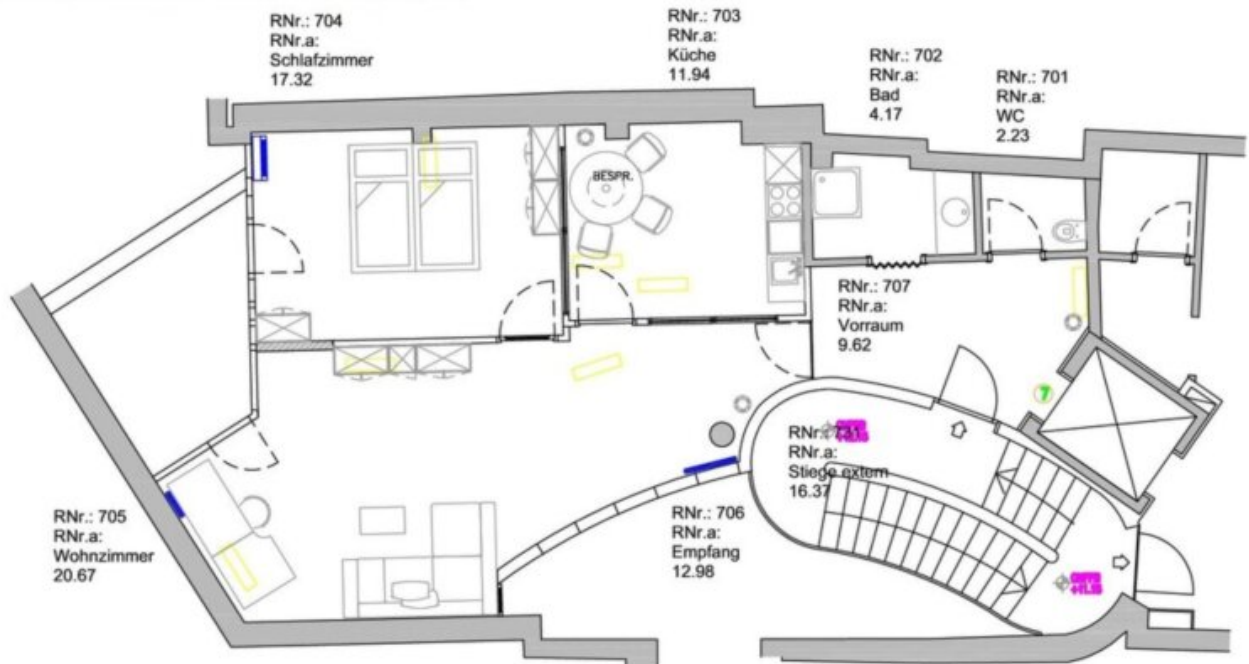 RNr.: 704
RNr.a:
Schlafzimmer
17.32
RNr.: 703
RNr.a:
Küche
11.94
RNr.: 702
RNr.a:
Bad
4.17
RNr.: 701
RNr.a:
WC
2.23
BESPR.
RNr.: 707
RNr.a:
Vorraum
9.62
7
RNr.: 731
RNr.a:
Stiege extern
16.37
RNr.: 705
RNr.a:
Wohnzimmer
20.67
RNr.: 706
RNr.a:
Empfang
12.98